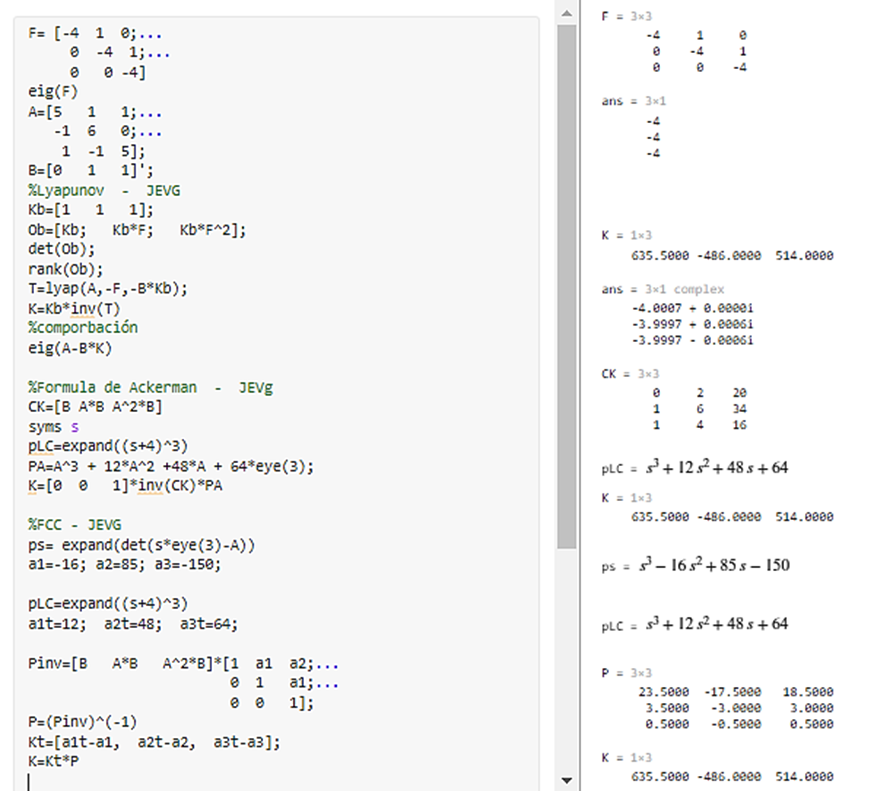 F= [-4 1 0;...
0 -4 1;...
0 0 -4]
eig(F)
A=[5 1 1;...
-1 6 0;...
1 -1 5];
B=[0 1 1]';
%Lyapunov - JEVG
Kb=[1 1 1];
Ob=[Kb; Kb*F; Kb*F^2];
det(Ob);
rank(Ob);
T=lyap(A,-F,-B*Kb);
K=Kb*inv(T)
%comporbación
eig(A-B*K)
%Formula de Ackerman - JEVg
CK=[B A*B A^2*B]
syms s
pLC=expand((s+4)^3)
PA=A^3 + 12*A^2 +48*A + 64*eye(3);
K=[0 0 1]*inv(CK)*PA
%FCC - JEVG
ps= expand(det(s*eye(3)-A))
a1=-16; a2=85; a3=-150;
pLC=expand((s+4)^3)
a1t=12; a2t=48; a3t=64;
Pinv=[B A*B A^2*B]*[1 a1 a2;...
0 1 a1;...
0 0 1];
P=(Pinv)^(-1)
Kt=[a1t-a1, a2t-a2, a3t-a3];
K=Kt*P
F = 3×3
-4 1 0
0 -4 1
0 0 -4
ans = 3×1
-4
-4
-4
K = 1×3
635.5000 -486.0000 514.0000
ans = 3×1 complex
-4.0007 + 0.0000i
-3.9997 + 0.0006i
-3.9997 - 0.0006i
CK = 3×3
0 2 20
1 6 34
1 4 16
pLC = s³ + 12 s² + 48 s + 64
K = 1×3
635.5000 -486.0000 514.0000
ps = s³ − 16 s² + 85 s − 150
pLC = s³ + 12 s² + 48 s + 64
P = 3×3
23.5000 -17.5000 18.5000
3.5000 -3.0000 3.0000
0.5000 -0.5000 0.5000
K = 1×3
635.5000 -486.0000 514.0000